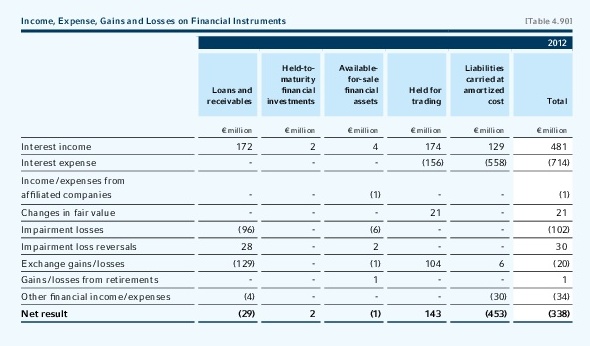 Income, Expense, Gains and Losses on Financial Instruments [Table 4.90]
2012
Loans and receivables Held-to-maturity financial investments Available-for-sale financial assets Held for trading Liabilities carried at amortized cost Total
€ million € million € million € million € million € million
Interest income 172 2 4 174 129 481
Interest expense - - - (156) (558) (714)
Income/expenses from
affiliated companies - - (1) - - (1)
Changes in fair value - - - 21 - 21
Impairment losses (96) - (6) - - (102)
Impairment loss reversals 28 - 2 - - 30
Exchange gains/losses (129) - (1) 104 6 (20)
Gains/losses from retirements - - 1 - - 1
Other financial income/expenses (4) - - - (30) (34)
Net result (29) 2 (1) 143 (453) (338)